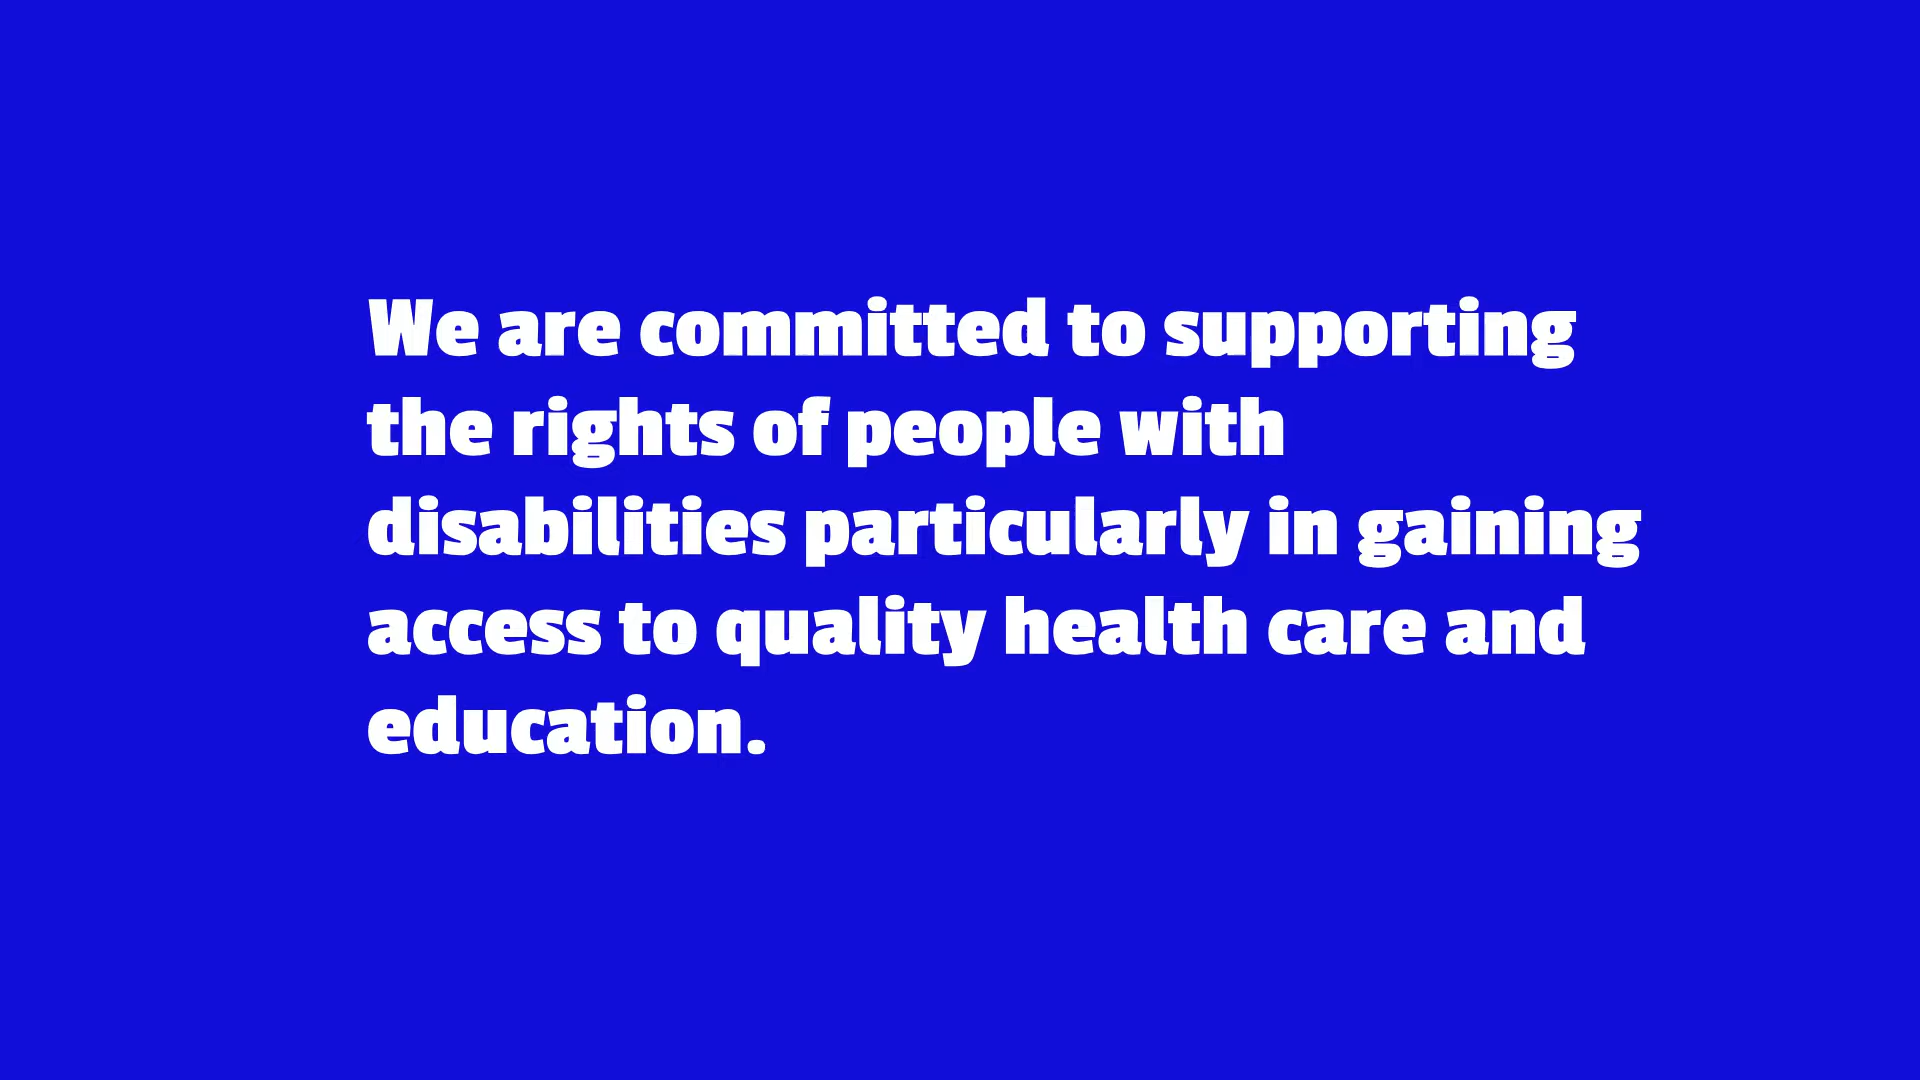 We are committed to supporting
the rights of people with
disabilities particularly in gaining
access to quality health care and
education.